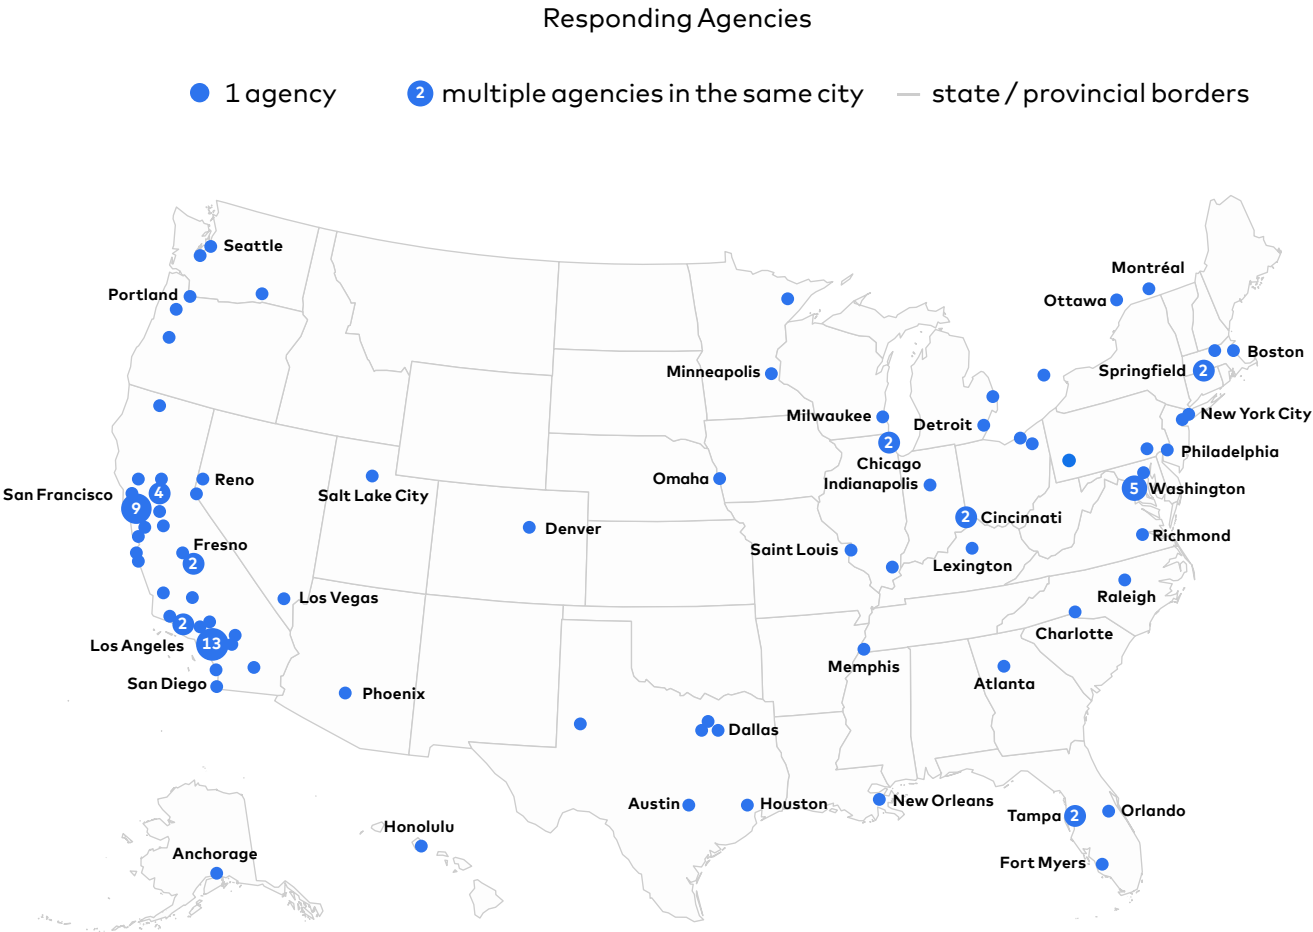 Responding Agencies
1 agency
2 multiple agencies in the same city
state / provincial borders
Seattle
Montréal
Portland
Ottawa
Boston
Minneapolis
Springfield 2
Milwaukee
New York City
Detroit
2
Chicago
Philadelphia
Reno
Omaha
Indianapolis
San Francisco
4
Salt Lake City
5 Washington
9
2 Cincinnati
Denver
Richmond
Fresno
2
Saint Louis
Lexington
Los Vegas
Raleigh
2
Charlotte
Los Angeles 13
Memphis
San Diego
Atlanta
Phoenix
Dallas
Austin
Houston
New Orleans
Tampa 2
Orlando
Honolulu
Anchorage
Fort Myers